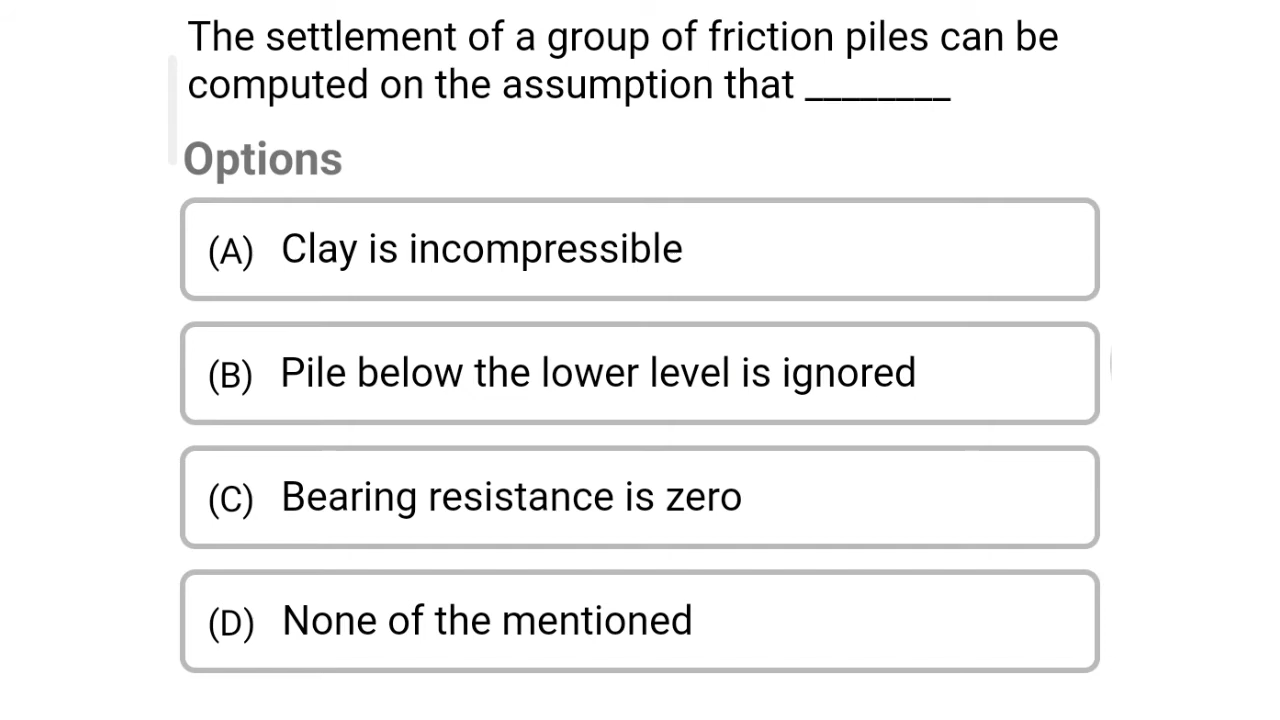 The settlement of a group of friction piles can be
computed on the assumption that ________
Options
(A) Clay is incompressible
(B) Pile below the lower level is ignored
(C) Bearing resistance is zero
(D) None of the mentioned